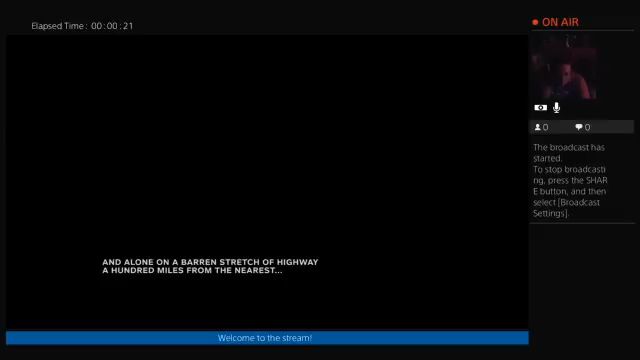 Elapsed Time : 00:00:21
ON AIR
0 0
The broadcast has
started.
To stop broadcasti
ng, press the SHAR
E button, and then
select [Broadcast
Settings].
AND ALONE ON A BARREN STRETCH OF HIGHWAY
A HUNDRED MILES FROM THE NEAREST...
Welcome to the stream!